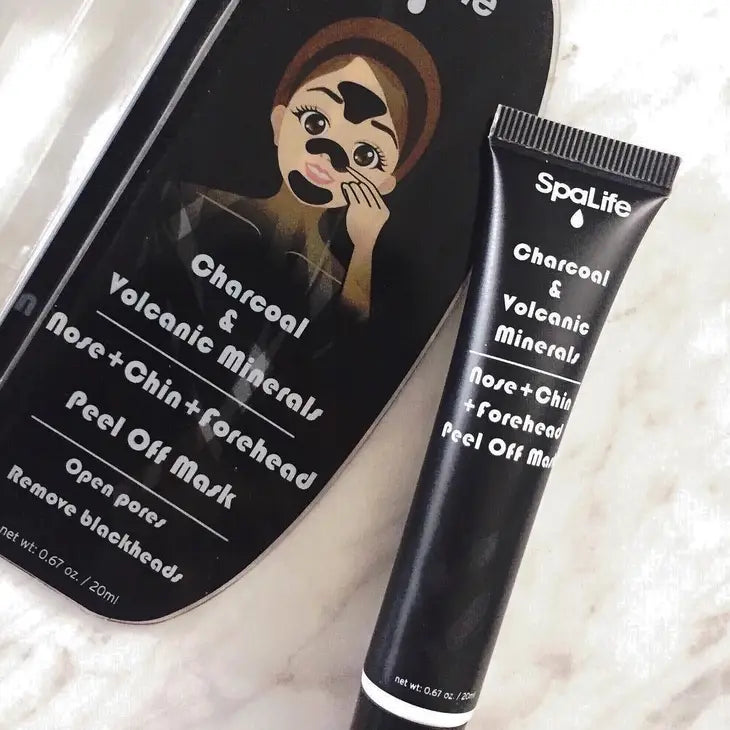 Charcoal
&
Volcanic Minerals
Nose+Chin+Forehead
Peel Off Mask
Open pores
Remove blackheads
net wt: 0.67 oz. / 20ml
SpaLife
Charcoal
&
Volcanic
Minerals
Nose+Chin
+Forehead
Peel Off Mask
net wt: 0.67 oz. / 20ml